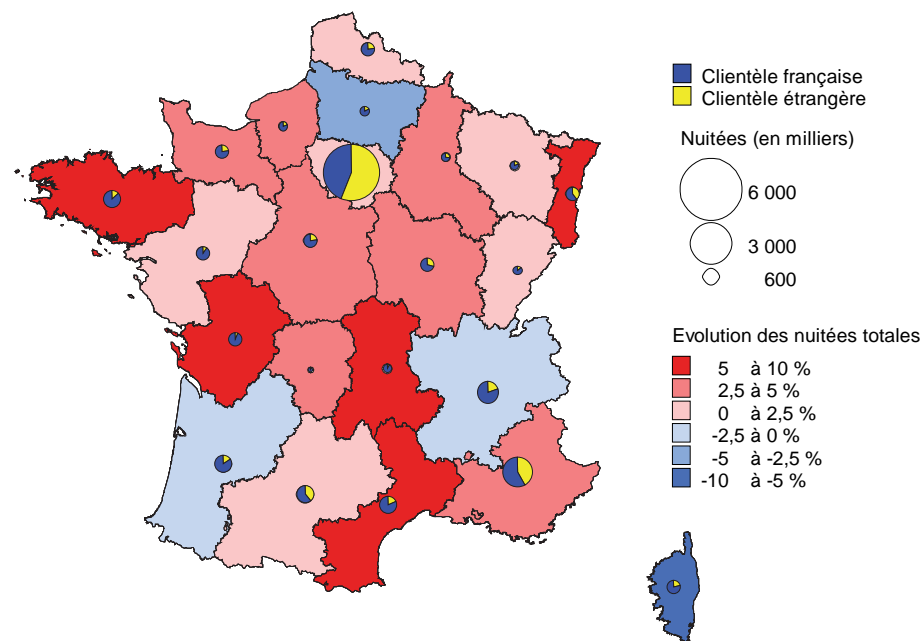 Clientèle française
Clientèle étrangère
Nuitées (en milliers)
6 000
3 000
600
Evolution des nuitées totales
5 à 10 %
2,5 à 5 %
0 à 2,5 %
-2,5 à 0 %
-5 à -2,5 %
-10 à -5 %